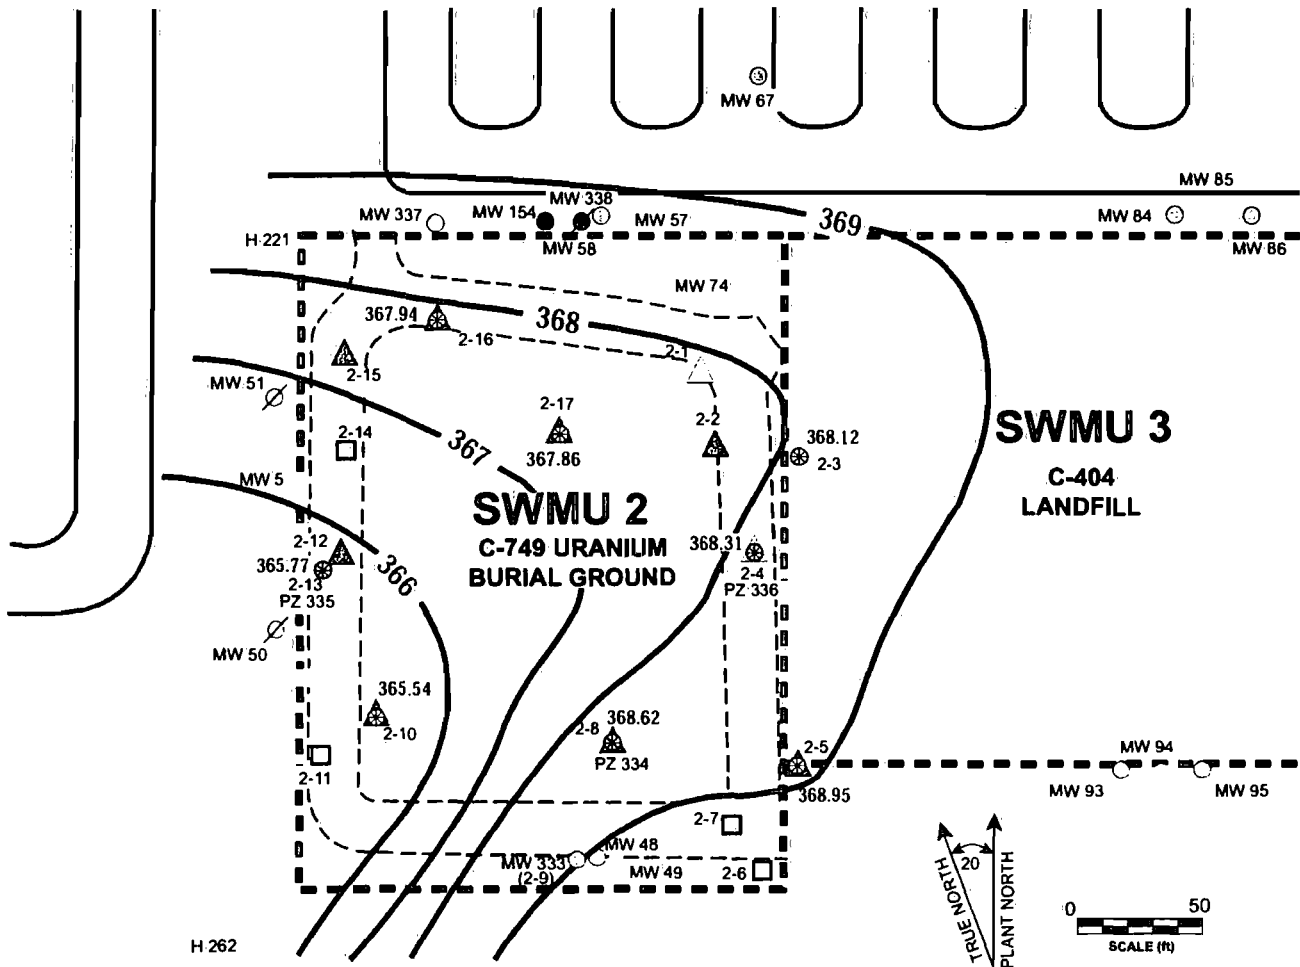 MW 67
MW 85
MW 338
MW 337
MW 154
MW 57
369
MW 84
H 221
MW 58
MW 86
MW 74
367.94
368
2-16
2-1
2-15
MW 51
2-17
2-2
368.12
SWMU 3
2-14
367
367.86
2-3
C-404
LANDFILL
MW 5
SWMU 2
2-12
C-749 URANIUM
BURIAL GROUND
368.31
365.77
366
2-4
2-13
PZ 336
PZ 335
MW 50
365.54
2-10
2-8
368.62
PZ 334
2-5
MW 94
2-11
368.95
MW 93
MW 95
2-7
MW 48
MW 333
(2-9)
MW 49
2-6
20
TRUE NORTH
PLANT NORTH
0
50
SCALE (ft)
H 262